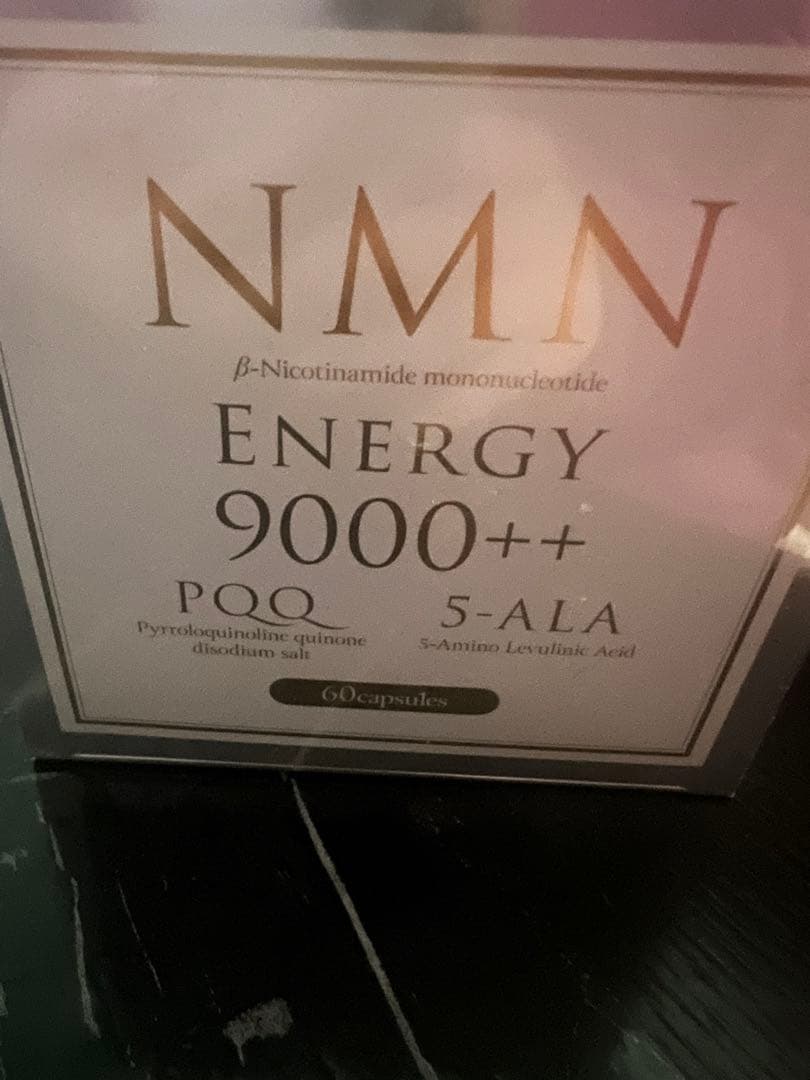 NMN
β-Nicotinamide mononucleotide
ENERGY
9000++
PQQ
Pyrroloquinoline quinone
disodium salt
5-ALA
5-Amino Levulinic Acid
60capsules